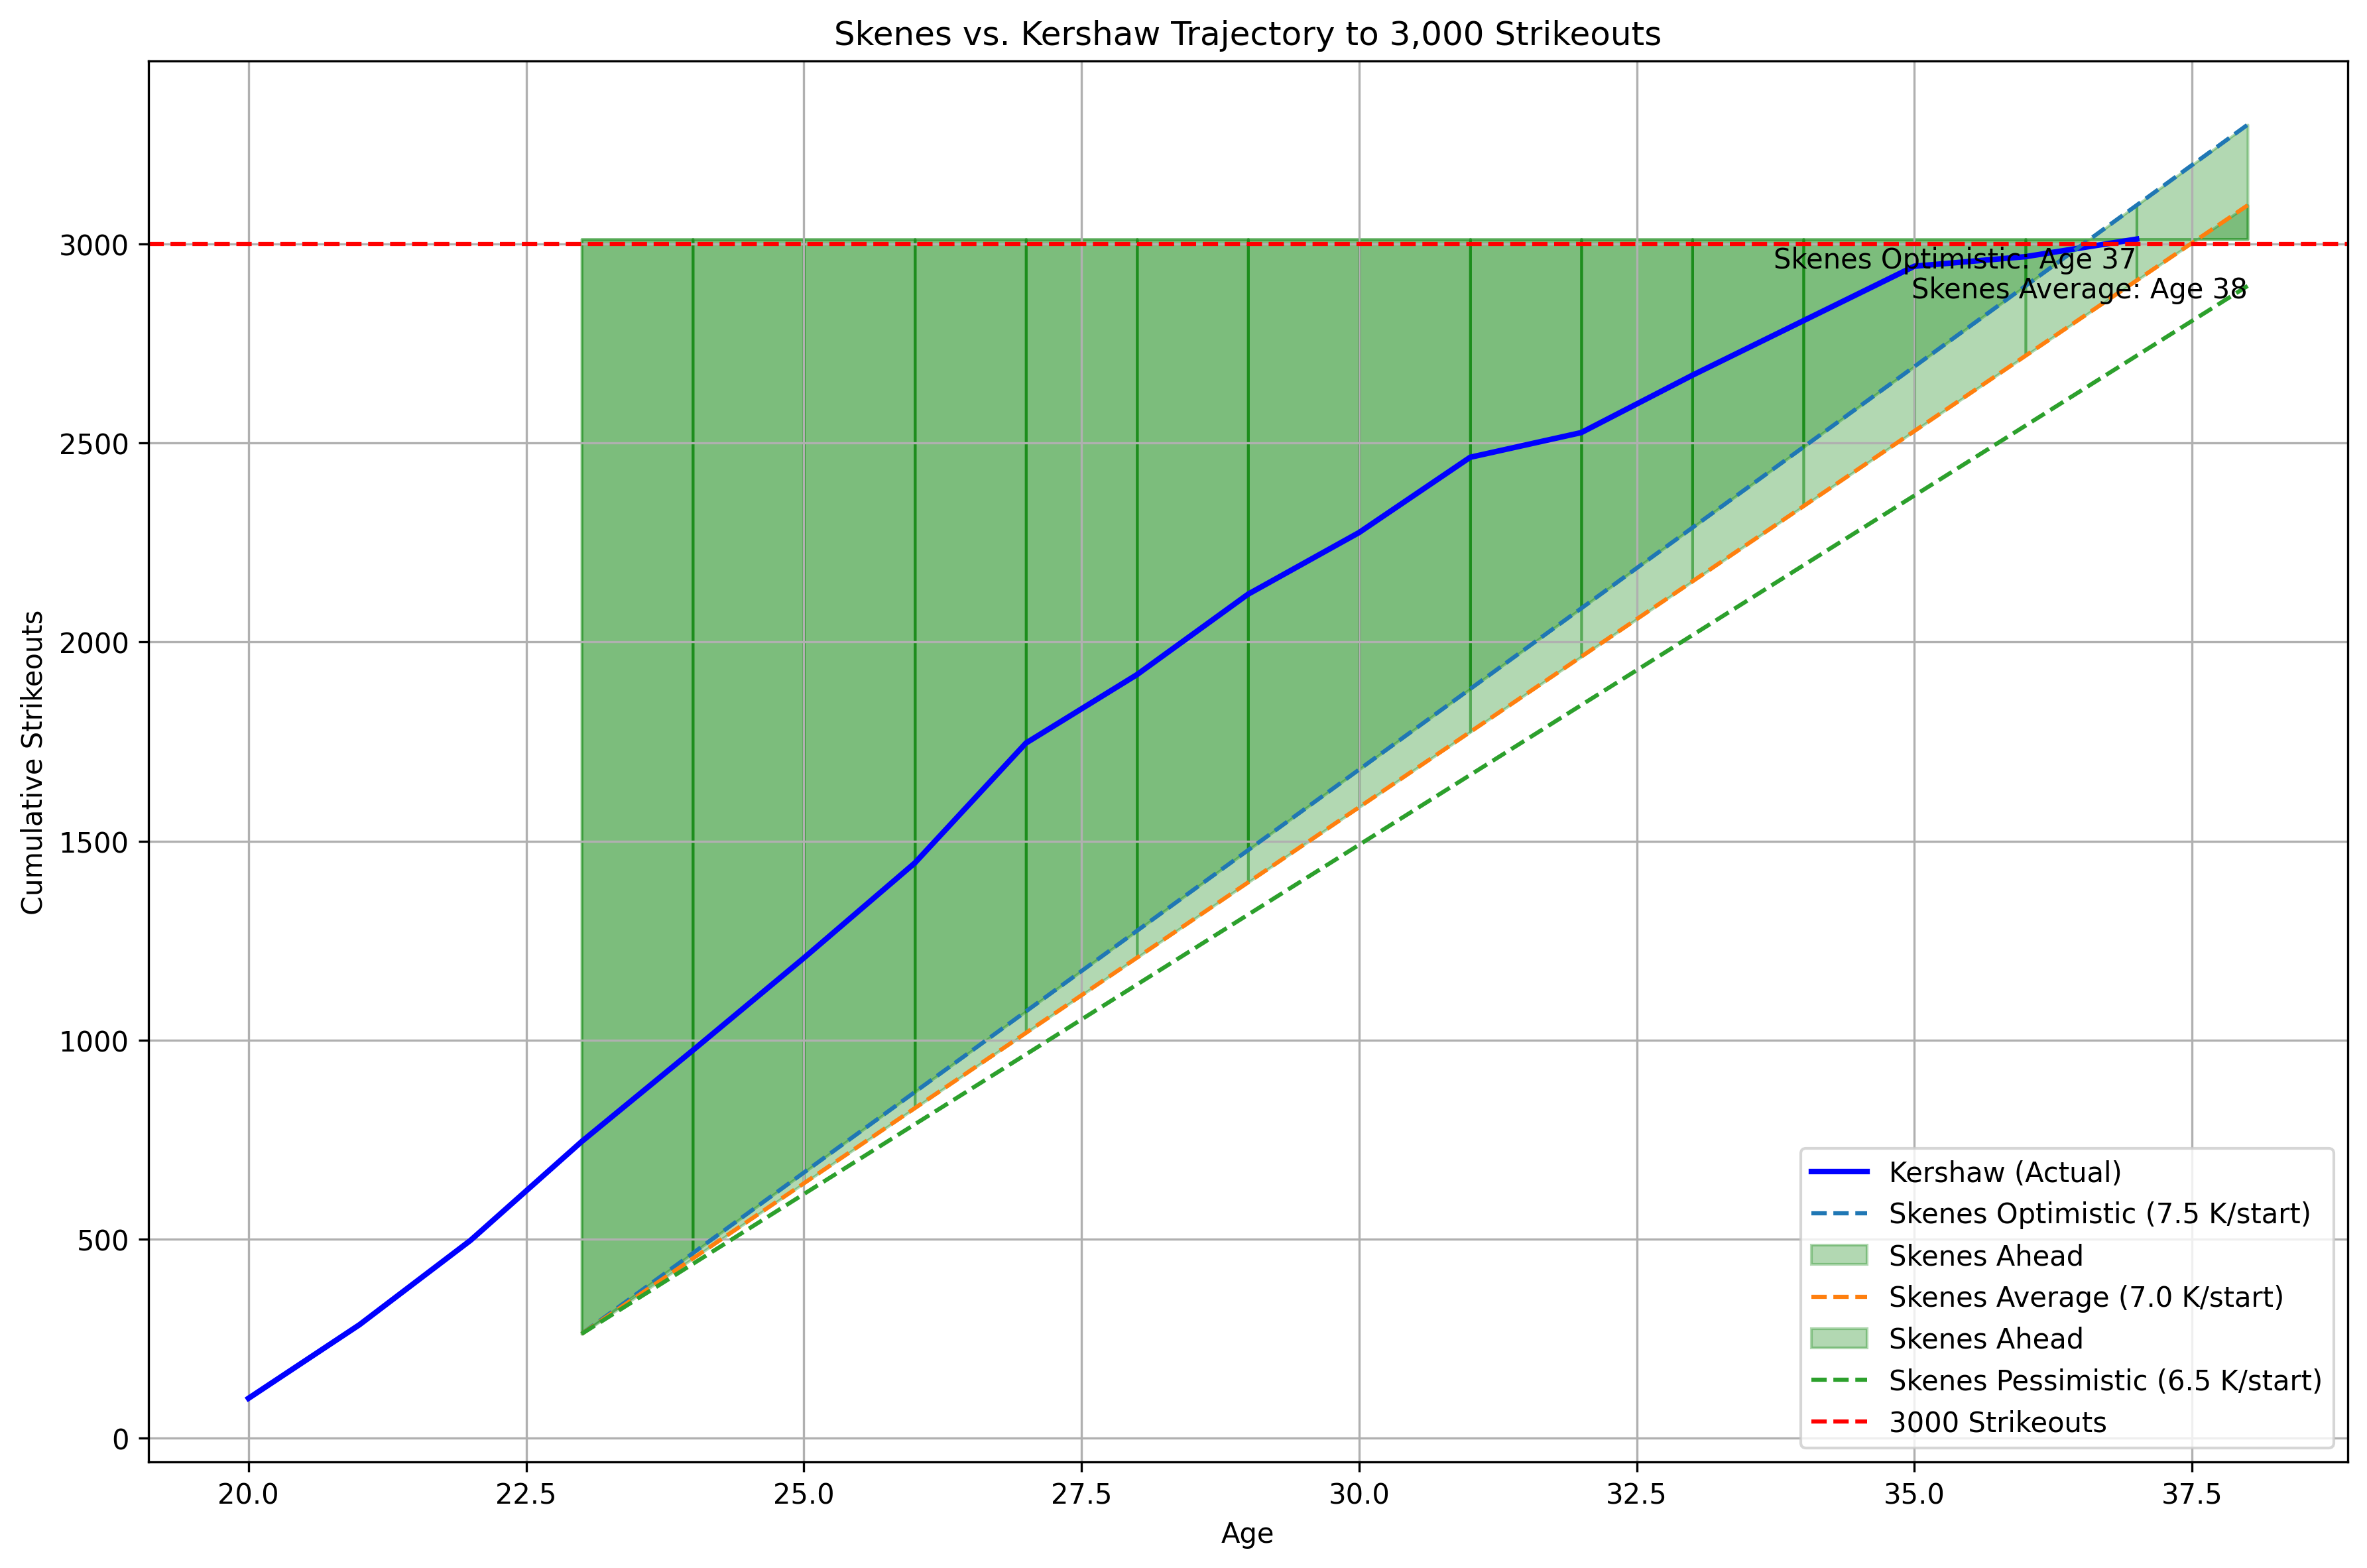 Skenes vs. Kershaw Trajectory to 3,000 Strikeouts
Cumulative Strikeouts
3000
2500
2000
1500
1000
500
0
Skenes Optimistic: Age 37
Skenes Average: Age 38
Kershaw (Actual)
Skenes Optimistic (7.5 K/start)
Skenes Ahead
Skenes Average (7.0 K/start)
Skenes Ahead
Skenes Pessimistic (6.5 K/start)
3000 Strikeouts
20.0 22.5 25.0 27.5 30.0 32.5 35.0 37.5
Age